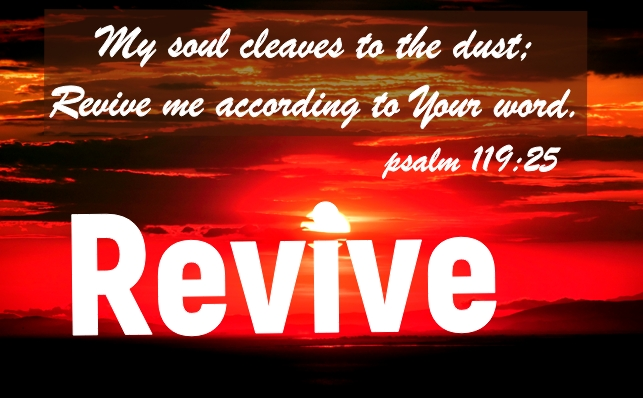 My soul cleaves to the dust;
Revive me according to Your word.
psalm 119:25
Revive